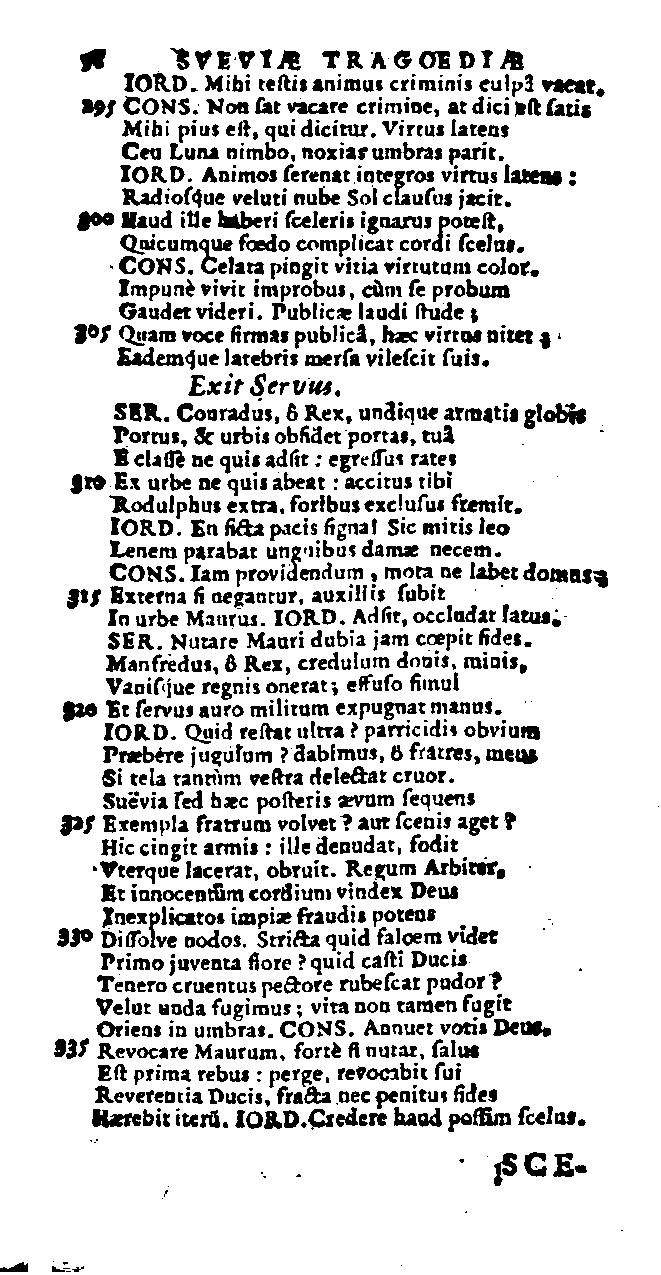 SVEVIÆ TRAGOEDIÆ
IORD. Mihi teſtis animus criminis culpâ vacat.
295 CONS. Non ſat vacare crimine, at dici eſt ſatis
Mihi pius eſt, qui dicitur. Virtus latens
Ceu Luna nimbo, noxias umbras parit.
IORD. Animos ſerenat integros virtus latens :
Radioſque veluti nube Sol clauſus jacit.
300 Haud ille haberi ſceleris ignarus poteſt,
Quicumque fœdo complicat cordi ſcelus.
CONS. Celata pingit vitia virtutum color.
Impunè vivit improbus, cùm ſe probum
Gaudet videri. Publicæ laudi ſtude ;
305 Quam voce firmas publicâ, hæc virtus nitet ;
Eademque latebris merſa vileſcit ſuis.
Exit Servus.
SER. Conradus, ô Rex, undique armatis globis
Portus, & urbis obſidet portas, tuâ
E claſſe ne quis adſit : egreſſus rates
310 Ex urbe ne quis abeat : accitus tibi
Rodulphus extra, foribus excluſus fremit.
IORD. En ficta pacis ſigna! Sic mitis leo
Lenem parabat unguibus damæ necem.
CONS. Iam providendum , mota ne labet domus;
315 Externa ſi negantur, auxiliis ſubit
In urbe Maurus. IORD. Adſit, occludat latus;
SER. Nutare Mauri dubia jam cœpit fides.
Manfredus, ô Rex, credulum donis, minis,
Vaniſque regnis onerat; effuſo ſimul
320 Et ſervus auro militum expugnat manus.
IORD. Quid reſtat ultra ? parricidis obvium
Præbére jugulum ? dabimus, ô fratres, meus
Si tela tantùm veſtra delectat cruor.
Suëvia ſed hæc poſteris ævum ſequens
325 Exempla fratrum volvet ? aut ſcenis aget ?
Hic cingit armis : ille denudat, fodit
Vterque lacerat, obruit. Regum Arbiter,
Et innocentûm cordium vindex Deus
Inexplicatos impiæ fraudis potens
330 Diſſolve nodos. Stricta quid falcem videt
Primo juventa flore ? quid caſti Ducis
Tenero cruentus pectore rubeſcat pudor ?
Velut unda fugimus ; vita non tamen fugit
Oriens in umbras. CONS. Annuet votis Deus.
335 Revocare Maurum, fortè ſi nutat, ſalus
Eſt prima rebus : perge, revocabit ſui
Reverentia Ducis, fracta nec penitus fides
Hærebit iterũ. IORD. Credere haud poſſim ſcelus.
SCE-